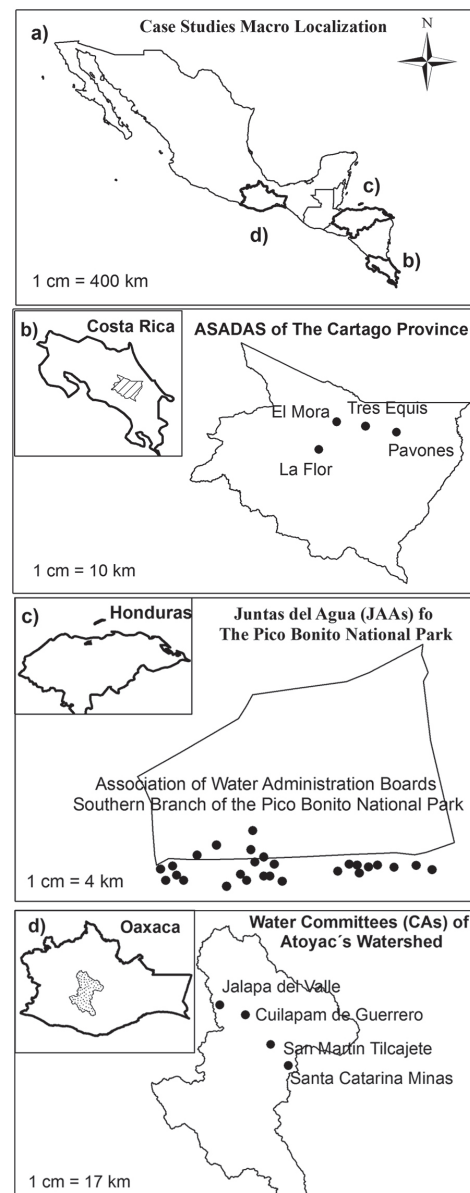 a)
Case Studies Macro Localization
N
c)
d)
b)
1 cm = 400 km
b)
Costa Rica
ASADAS of The Cartago Province
El Mora
Tres Equis
Pavones
La Flor
1 cm = 10 km
c)
Honduras
Juntas del Agua (JAAs) fo
The Pico Bonito National Park
Association of Water Administration Boards
Southern Branch of the Pico Bonito National Park
1 cm = 4 km
d)
Oaxaca
Water Committees (CAs) of
Atoyac´s Watershed
Jalapa del Valle
Cuilapam de Guerrero
San Martin Tilcajete
Santa Catarina Minas
1 cm = 17 km